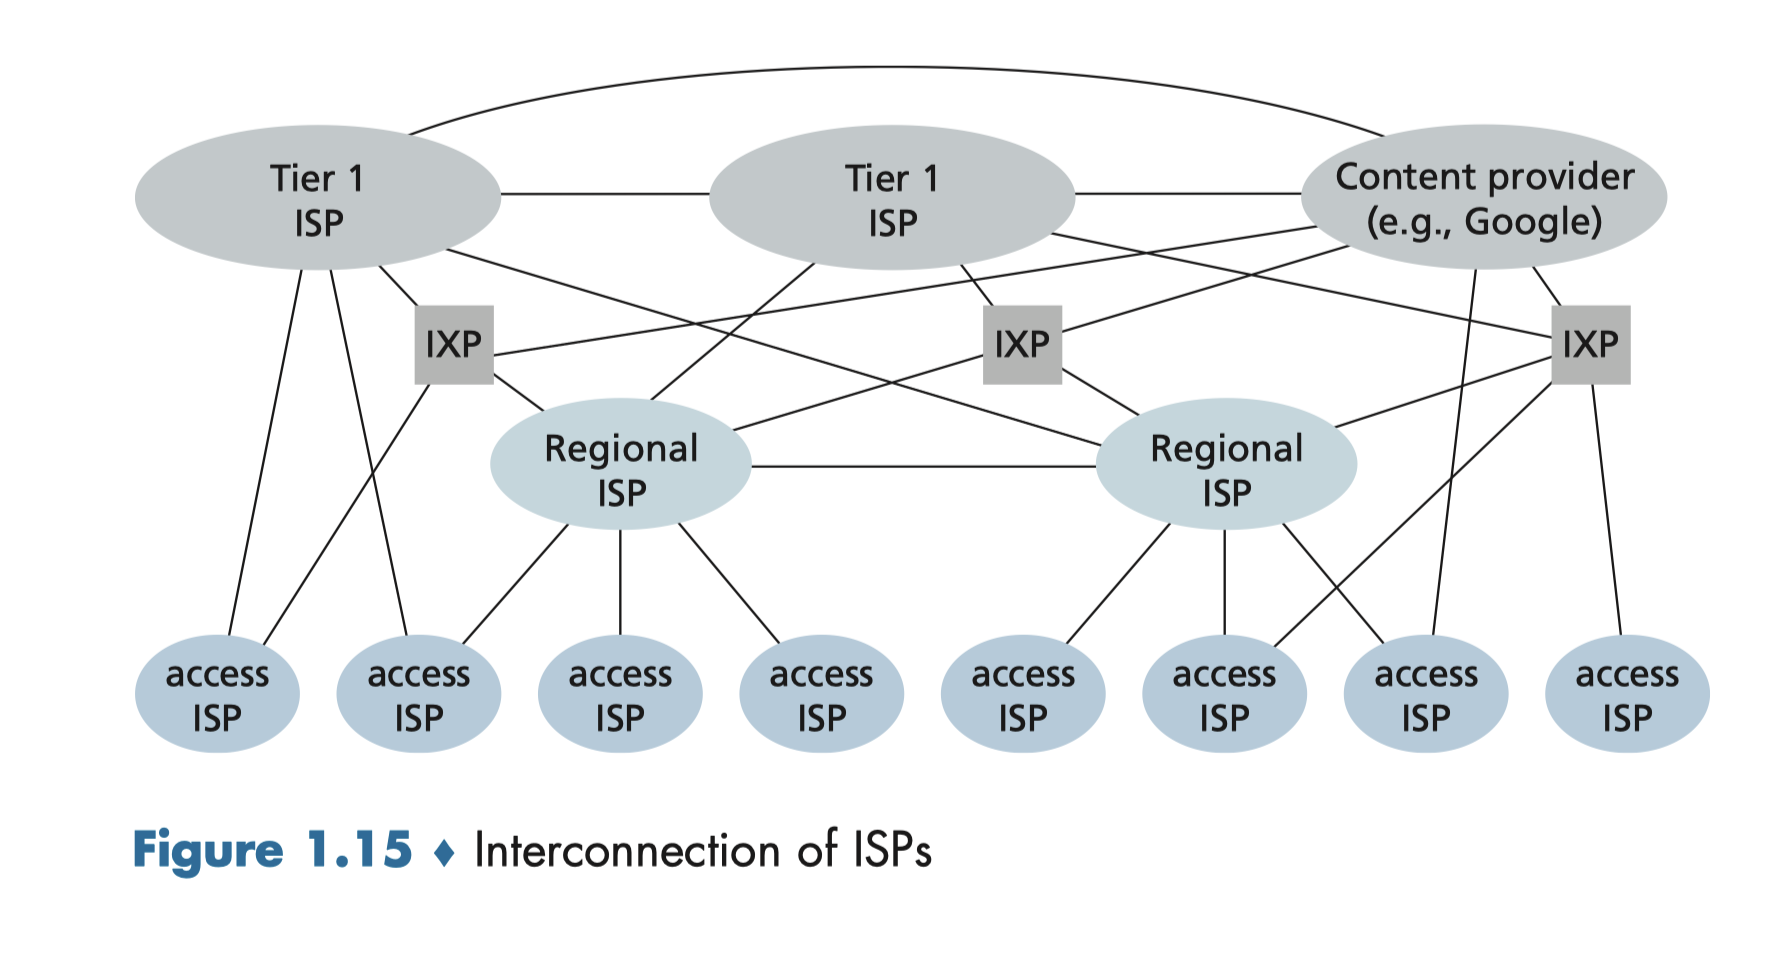 Tier 1
ISP
Tier 1
ISP
Content provider
(e.g., Google)
IXP
IXP
IXP
Regional
ISP
Regional
ISP
access
ISP
access
ISP
access
ISP
access
ISP
access
ISP
access
ISP
access
ISP
access
ISP
Figure 1.15 ♦ Interconnection of ISPs